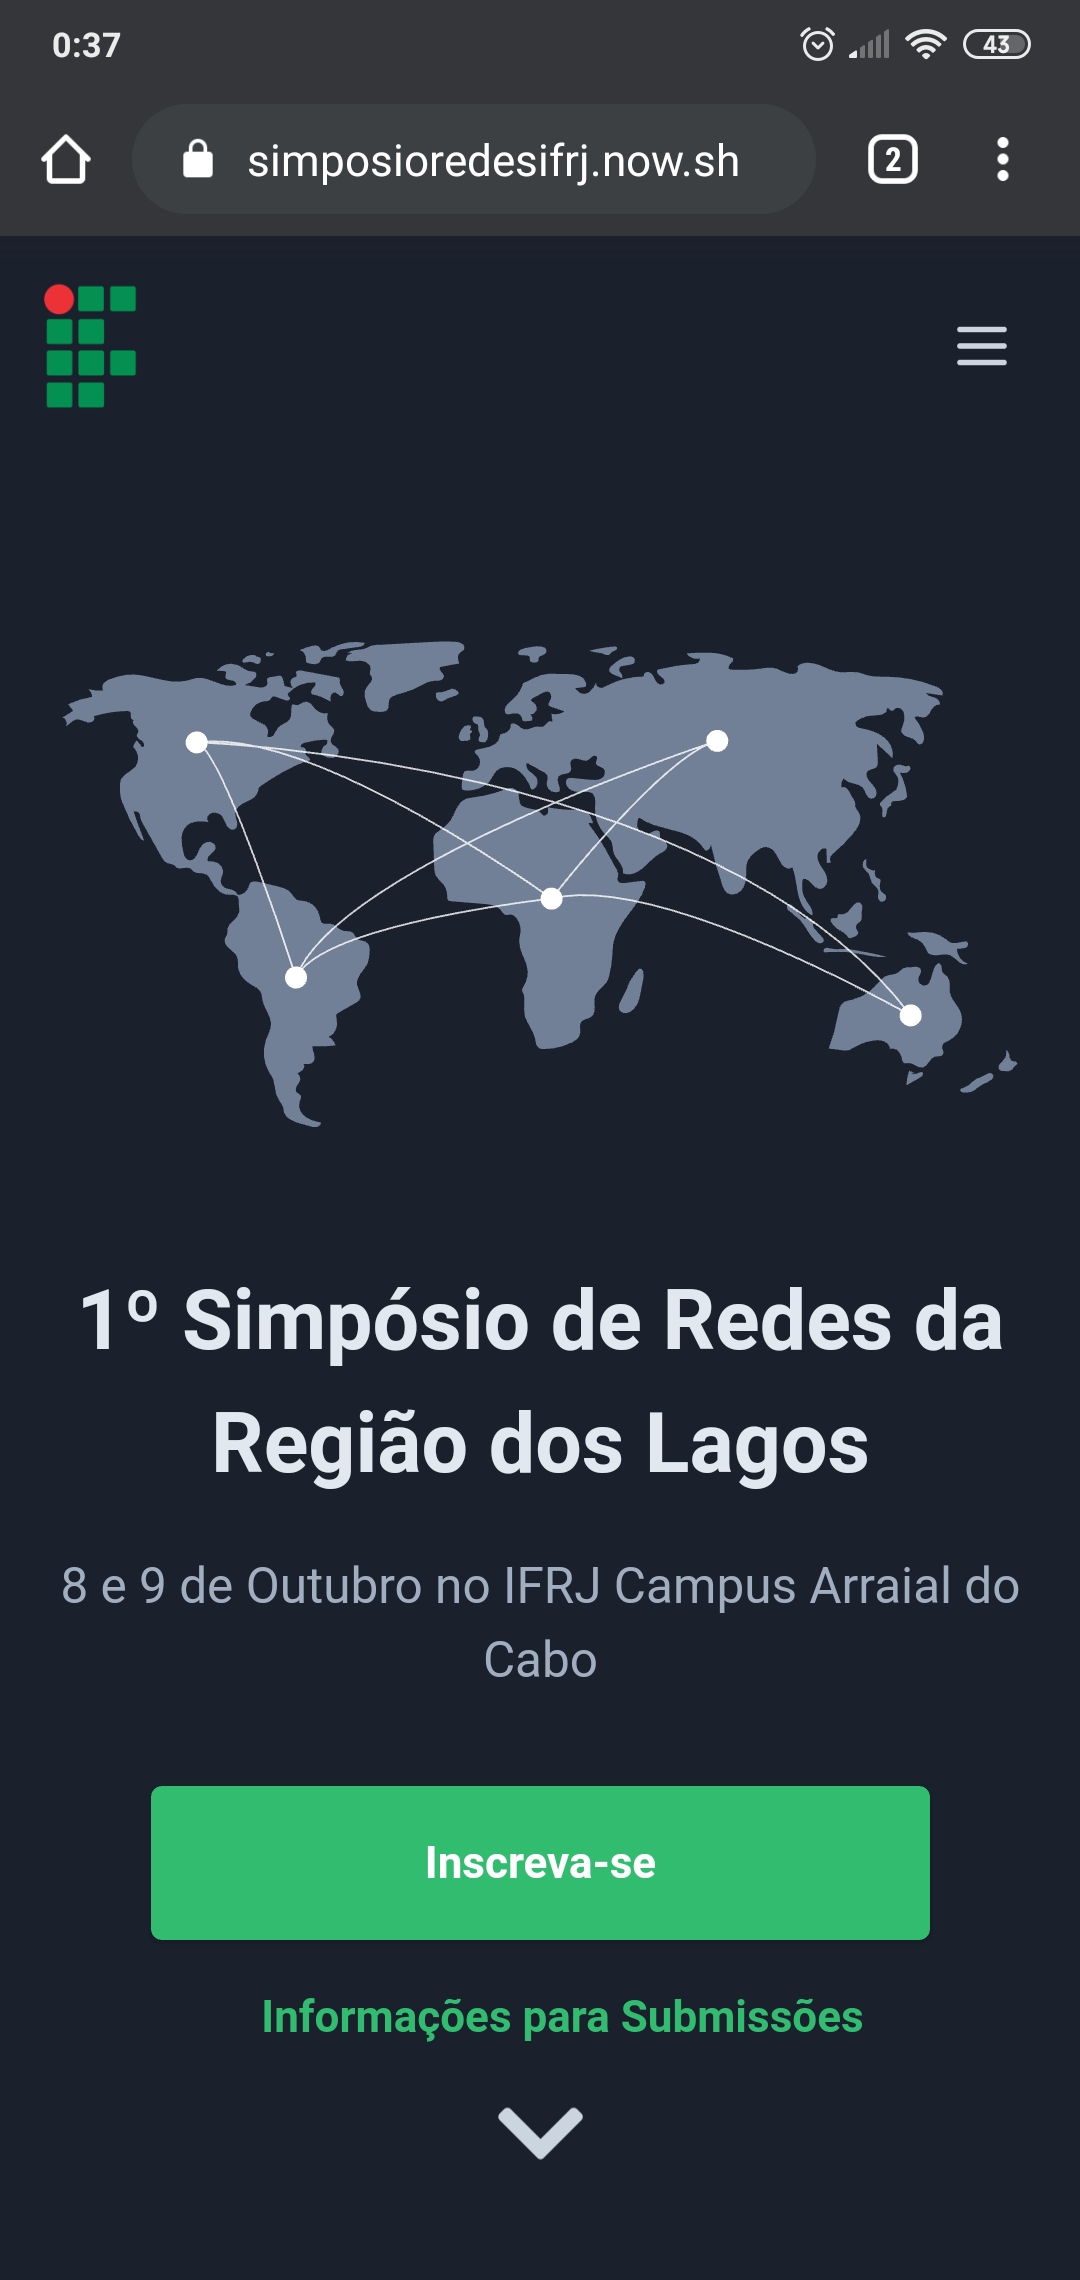 0:37
43
simposioredesifrj.now.sh
2
1º Simpósio de Redes da
Região dos Lagos
8 e 9 de Outubro no IFRJ Campus Arraial do
Cabo
Inscreva-se
Informações para Submissões